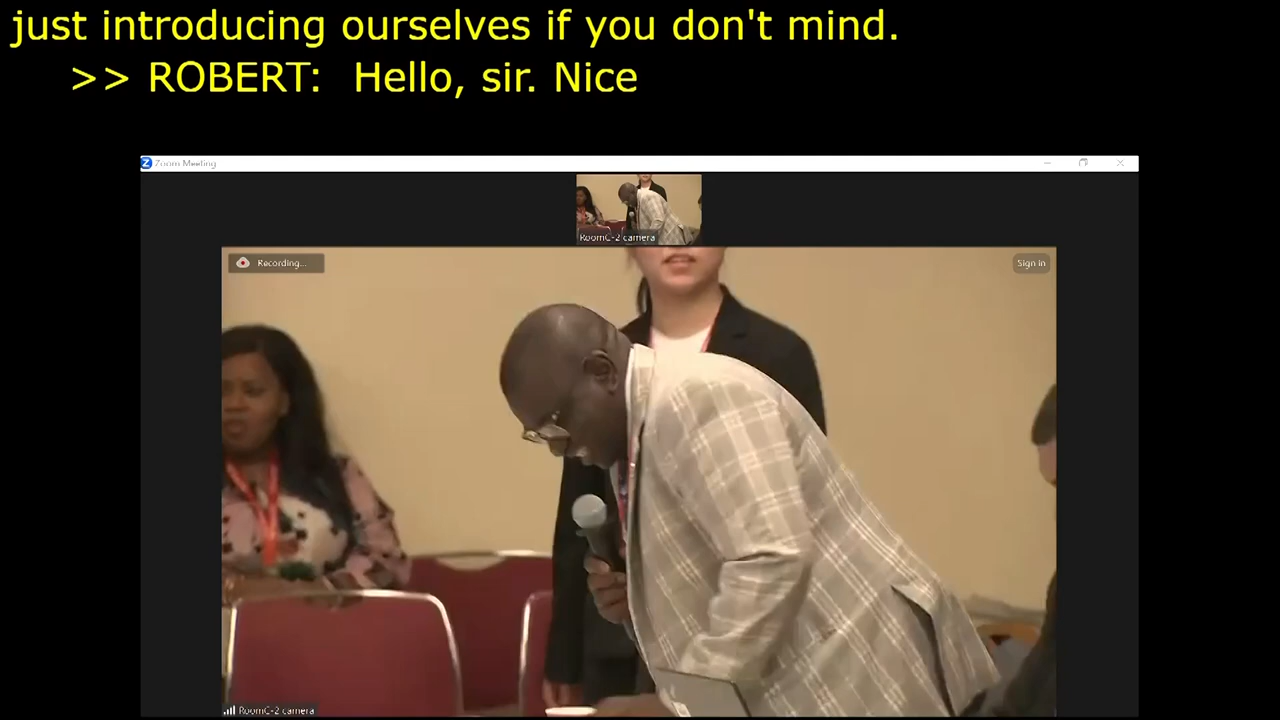 just introducing ourselves if you don't mind.
>> ROBERT:  Hello, sir. Nice
Zoom Meeting
RoomC-2 camera
Recording...
Sign in
RoomC-2 camera